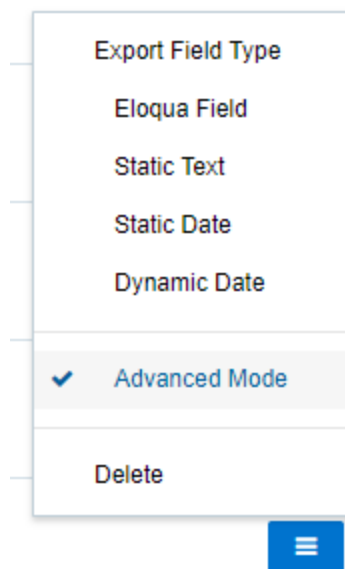 Export Field Type
Eloqua Field
Static Text
Static Date
Dynamic Date
Advanced Mode
Delete